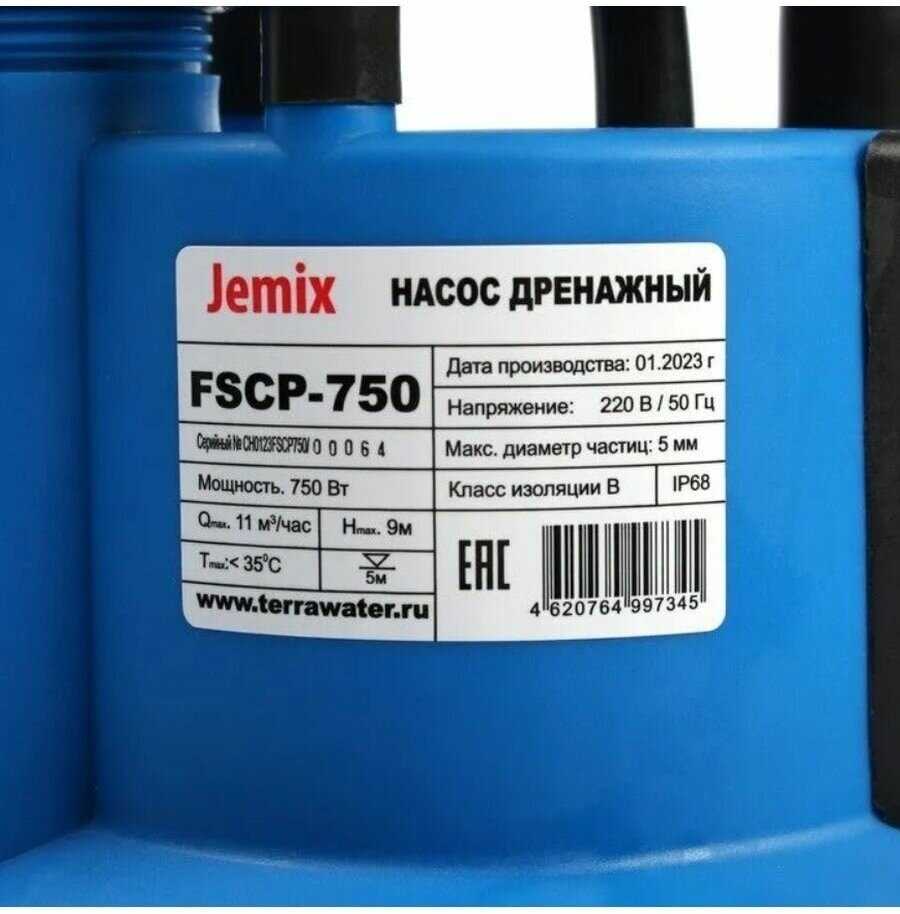 Jemix НАСОС ДРЕНАЖНЫЙ
FSCP-750
Серийный № CH0123FSCP750/ 0 0 0 6 4
Мощность. 750 Вт
Qmax. 11 м³/час
Hmax. 9м
Tmax:< 35⁰C
5м
www.terrawater.ru
Дата производства: 01.2023 г
Напряжение: 220 В / 50 Гц
Макс. диаметр частиц: 5 мм
Класс изоляции В IP68
EAC
4 620764 997345